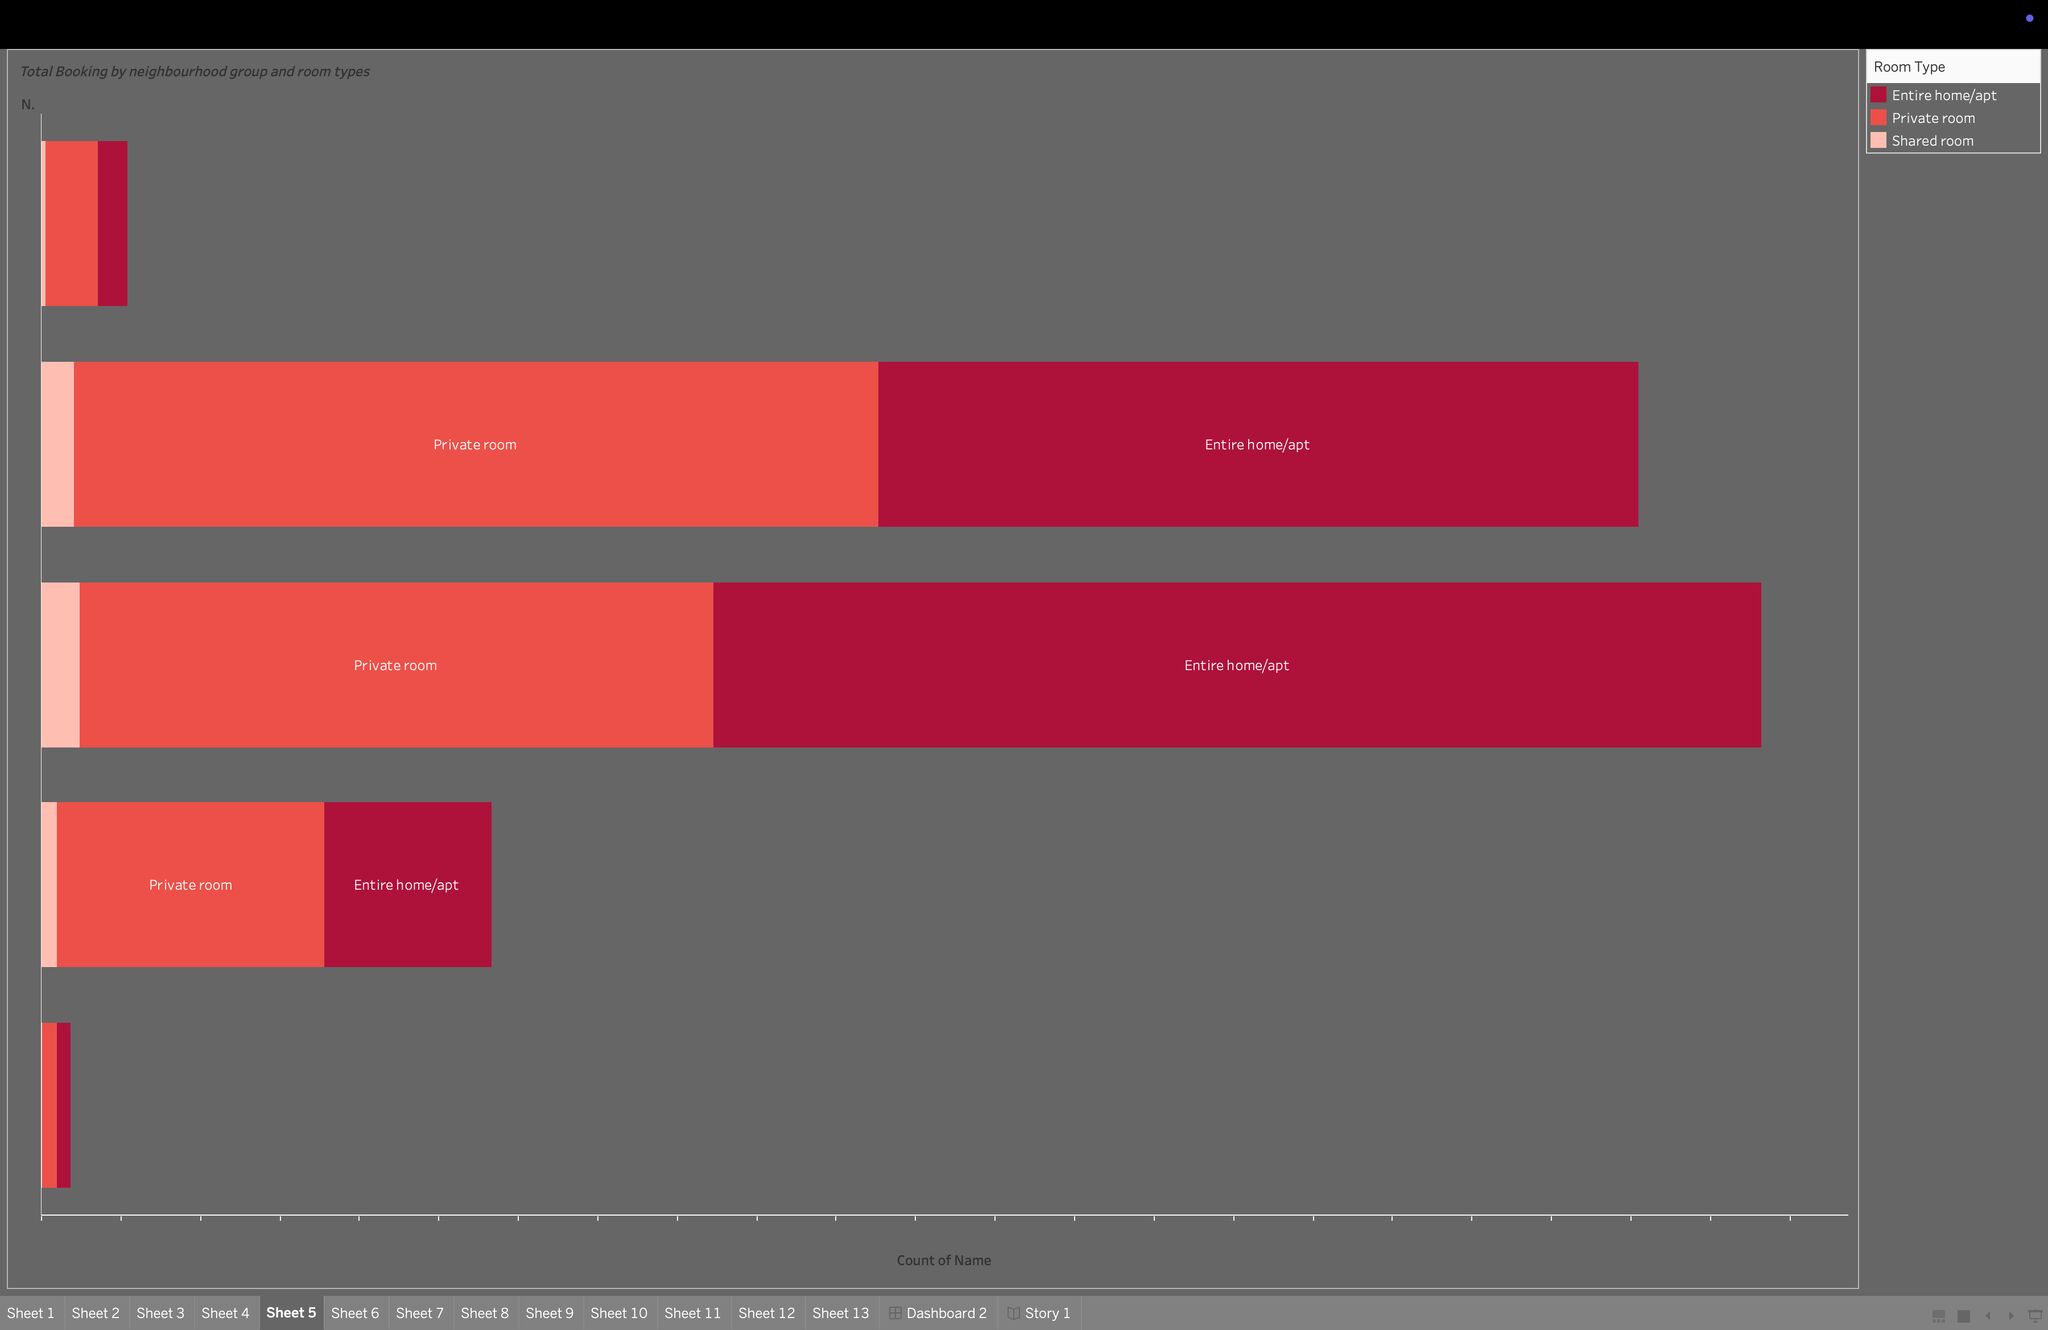 Total Booking by neighbourhood group and room types
N.
Room Type
Entire home/apt
Private room
Shared room
Private room
Entire home/apt
Private room
Entire home/apt
Private room
Entire home/apt
Count of Name
Sheet 1 Sheet 2 Sheet 3 Sheet 4 Sheet 5 Sheet 6 Sheet 7 Sheet 8 Sheet 9 Sheet 10 Sheet 11 Sheet 12 Sheet 13 Dashboard 2 Story 1